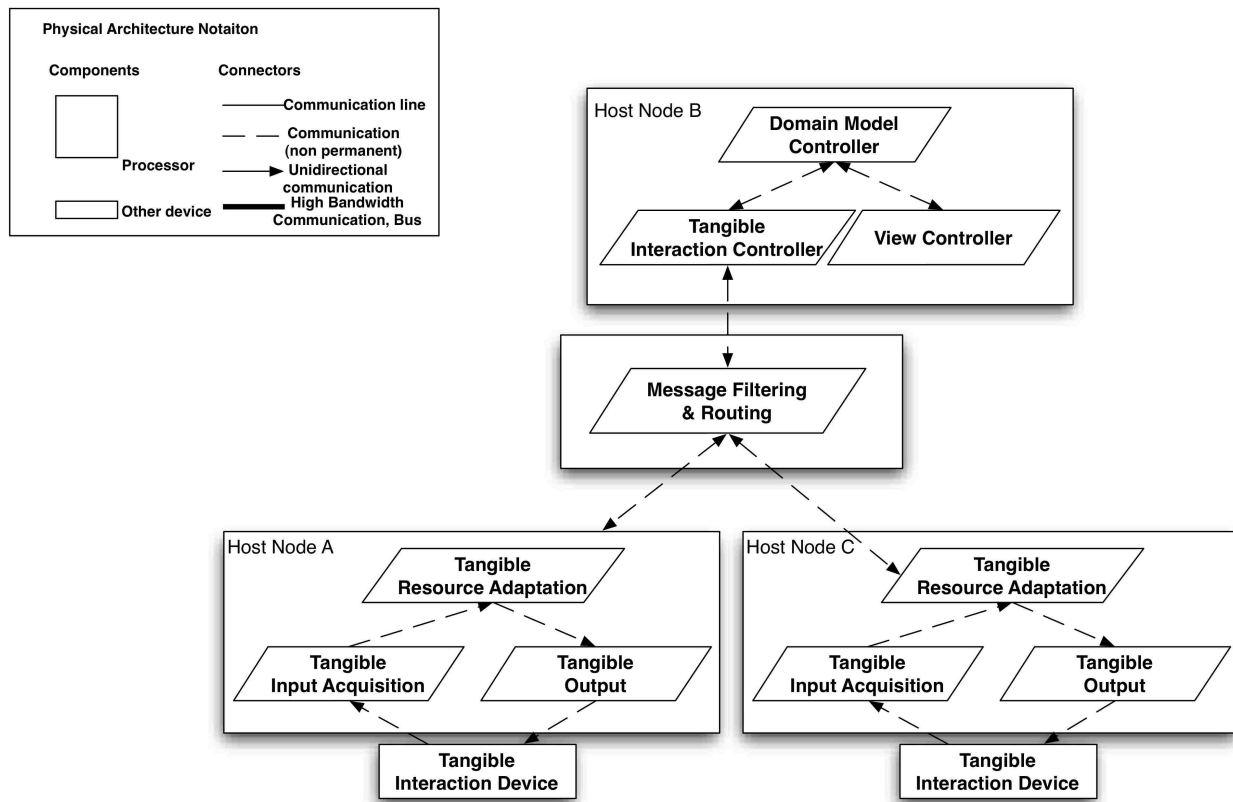 Physical Architecture Notaiton
Components
Connectors
Processor
Other device
Communication line
Communication
(non permanent)
Unidirectional
communication
High Bandwidth
Communication, Bus
Host Node B
Domain Model
Controller
Tangible
Interaction Controller
View Controller
Message Filtering
& Routing
Host Node A
Tangible
Resource Adaptation
Tangible
Input Acquisition
Tangible
Output
Tangible
Interaction Device
Host Node C
Tangible
Resource Adaptation
Tangible
Input Acquisition
Tangible
Output
Tangible
Interaction Device